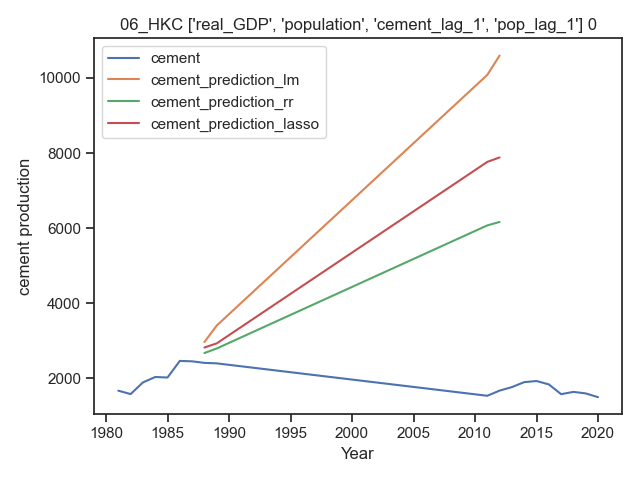 06_HKC ['real_GDP', 'population', 'cement_lag_1', 'pop_lag_1'] 0
cement
cement_prediction_lm
cement_prediction_rr
cement_prediction_lasso
10000
8000
6000
4000
2000
cement production
1980 1985 1990 1995 2000 2005 2010 2015 2020
Year